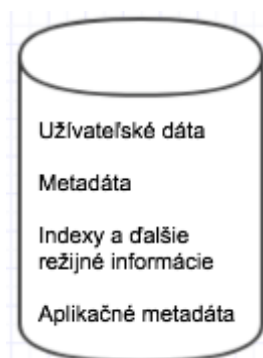 Užívateľské dáta
Metadáta
Indexy a ďalšie
režijné informácie
Aplikačné metadáta